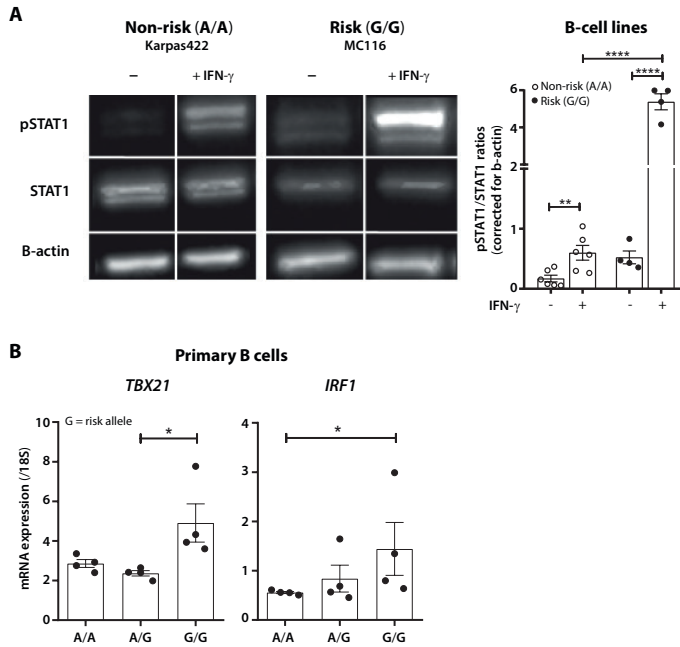 A
Non-risk (A/A)
Karpas422
Risk (G/G)
MC116
B-cell lines
– + IFN-γ – + IFN-γ
pSTAT1
STAT1
B-actin
****
****
**
Non-risk (A/A)
Risk (G/G)
pSTAT1/STAT1 ratios
(corrected for b-actin)
6
4
2
2
1
0
IFN-γ - + - +
B
Primary B cells
TBX21
IRF1
G = risk allele
*
*
mRNA expression (/18S)
10
8
6
4
2
0
A/A A/G G/G
4
3
2
1
0
A/A A/G G/G